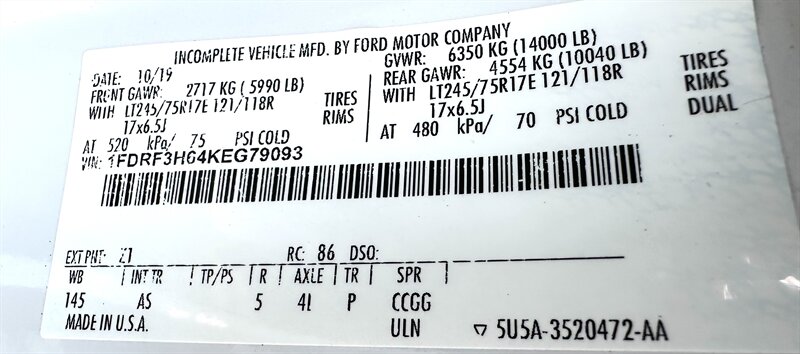 INCOMPLETE VEHICLE MFD. BY FORD MOTOR COMPANY
DATE: 10/19
GVWR: 6350 KG (14000 LB)
FRONT GAWR: 2717 KG ( 5990 LB)
REAR GAWR: 4554 KG (10040 LB)
WITH LT245/75R17E 121/118R TIRES
WITH LT245/75R17E 121/118R TIRES
17x6.5J RIMS
17x6.5J RIMS
AT 520 kPa/ 75 PSI COLD
AT 480 kPa/ 70 PSI COLD DUAL
VIN: 1FDRF3H64KEG79093
EXT PNT: Z1 RC: 86 DSO:
WB INT TR TP/PS R AXLE TR SPR
145 AS 5 4L P CCGG
MADE IN U.S.A. ULN ▽ 5U5A-3520472-AA